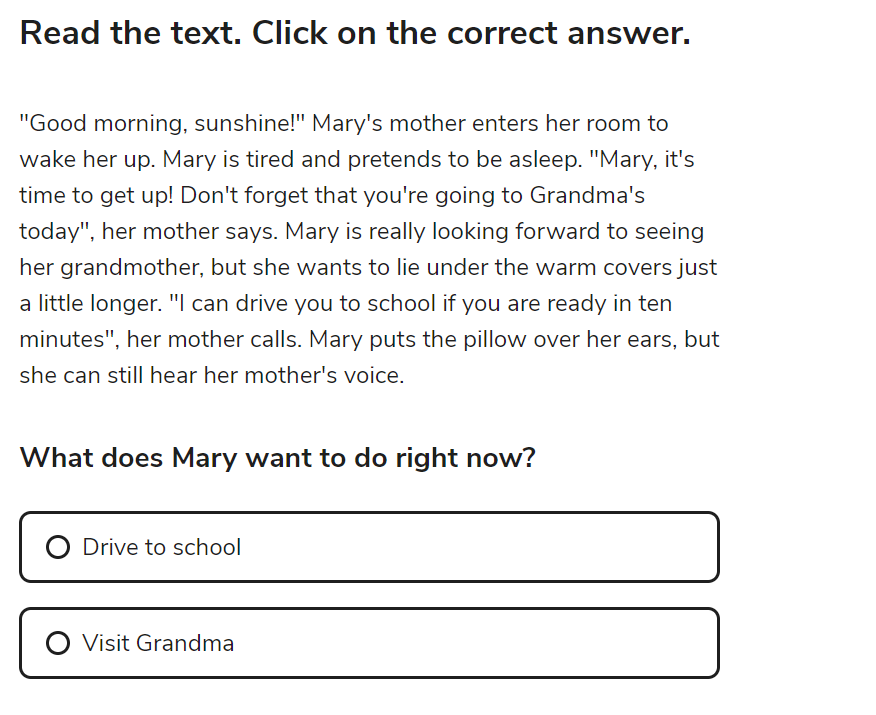 Read the text. Click on the correct answer.
"Good morning, sunshine!" Mary's mother enters her room to
wake her up. Mary is tired and pretends to be asleep. "Mary, it's
time to get up! Don't forget that you're going to Grandma's
today", her mother says. Mary is really looking forward to seeing
her grandmother, but she wants to lie under the warm covers just
a little longer. "I can drive you to school if you are ready in ten
minutes", her mother calls. Mary puts the pillow over her ears, but
she can still hear her mother's voice.
What does Mary want to do right now?
Drive to school
Visit Grandma